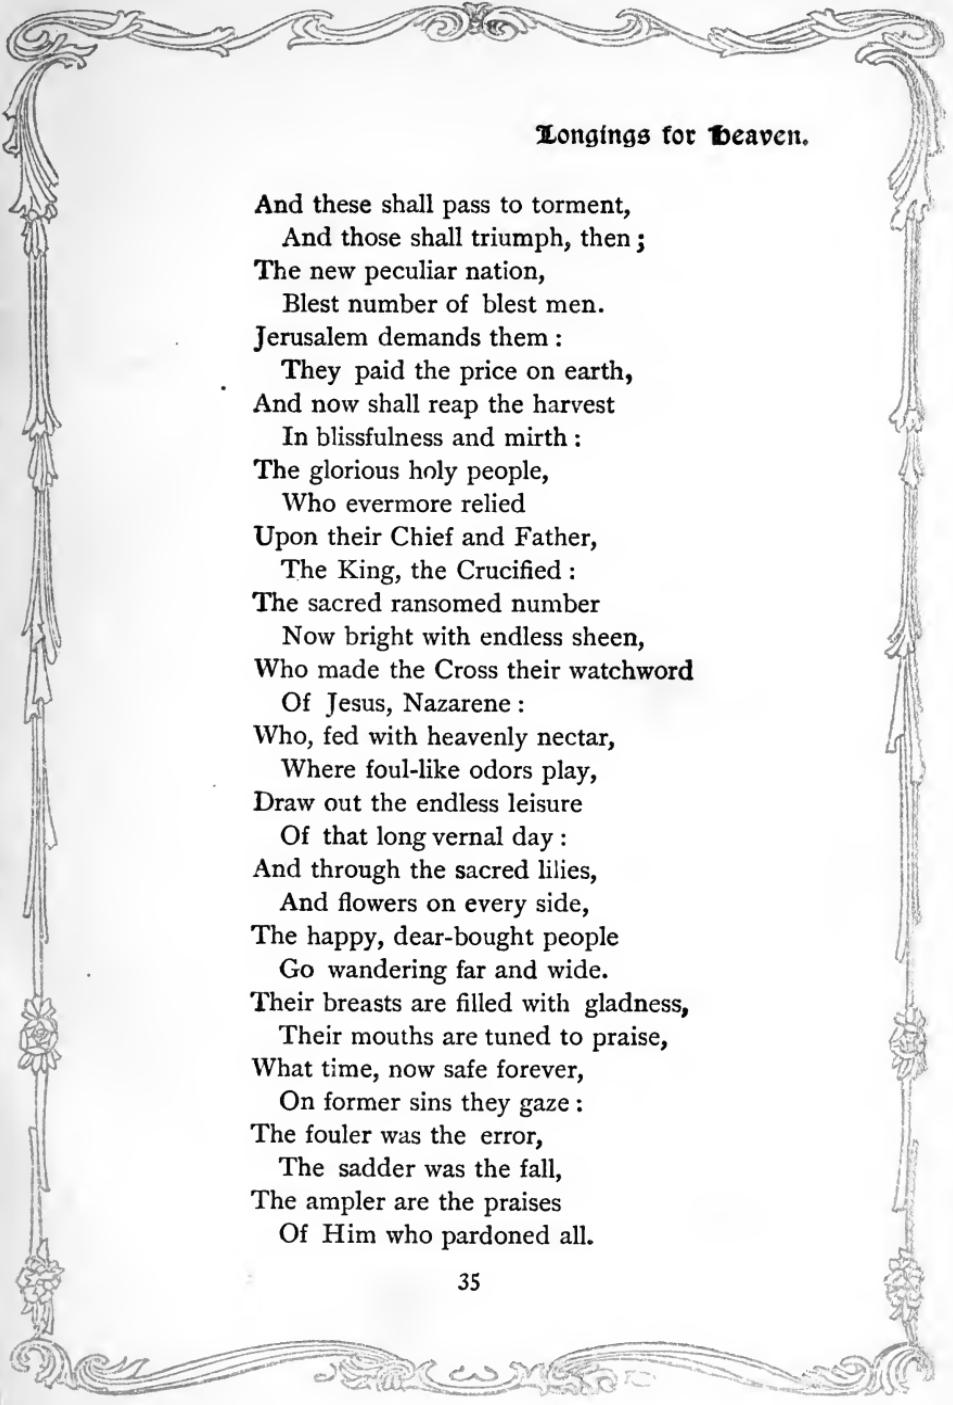 Longings for Heaven.
And these shall pass to torment,
And those shall triumph, then ;
The new peculiar nation,
Blest number of blest men.
Jerusalem demands them :
They paid the price on earth,
And now shall reap the harvest
In blissfulness and mirth :
The glorious holy people,
Who evermore relied
Upon their Chief and Father,
The King, the Crucified :
The sacred ransomed number
Now bright with endless sheen,
Who made the Cross their watchword
Of Jesus, Nazarene :
Who, fed with heavenly nectar,
Where foul-like odors play,
Draw out the endless leisure
Of that long vernal day :
And through the sacred lilies,
And flowers on every side,
The happy, dear-bought people
Go wandering far and wide.
Their breasts are filled with gladness,
Their mouths are tuned to praise,
What time, now safe forever,
On former sins they gaze :
The fouler was the error,
The sadder was the fall,
The ampler are the praises
Of Him who pardoned all.
35